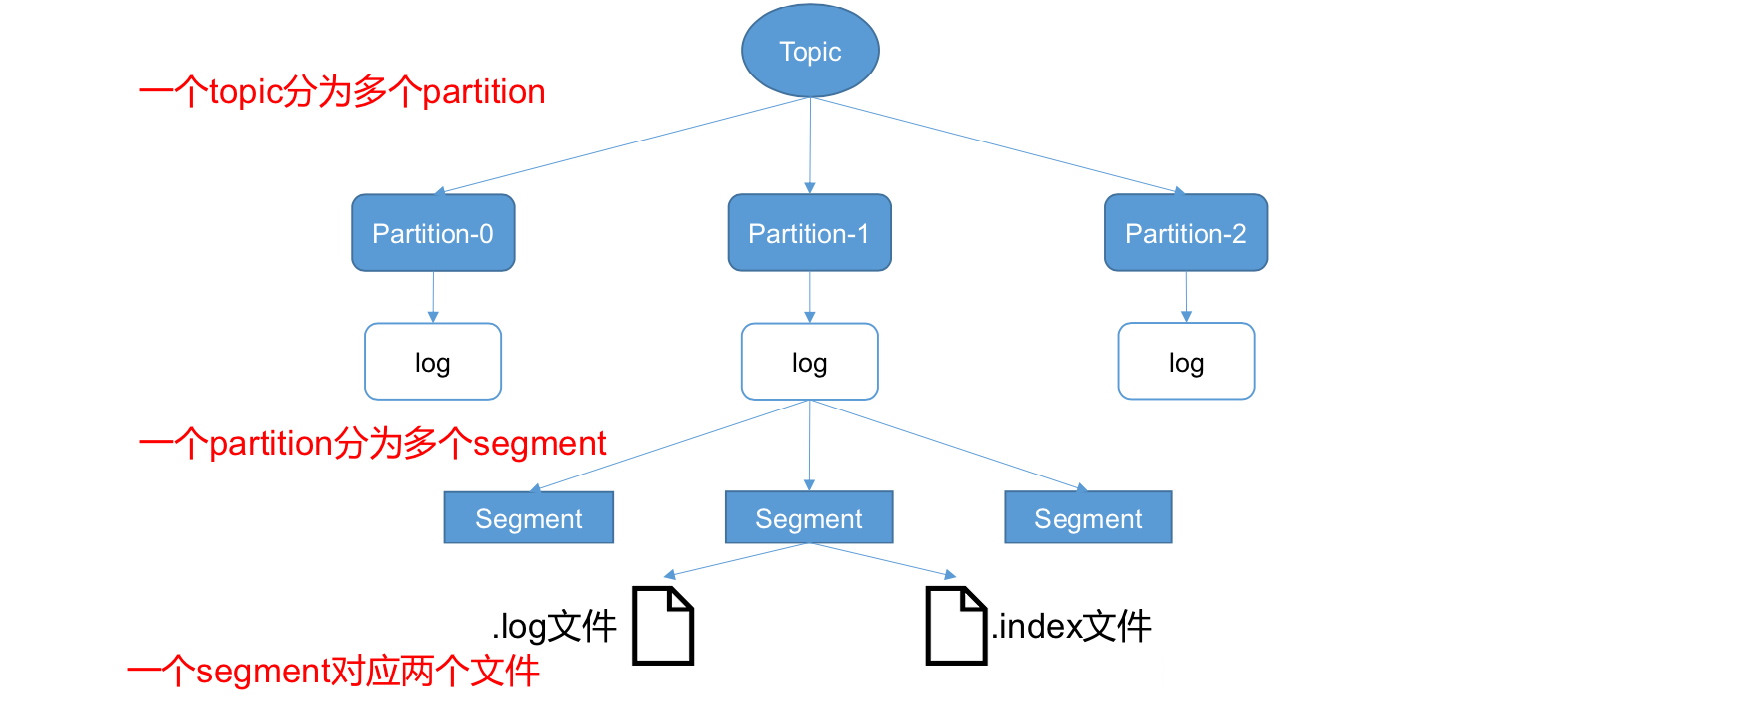 Topic
一个topic分为多个partition
Partition-0
Partition-1
Partition-2
log
log
log
一个partition分为多个segment
Segment
Segment
Segment
.log文件
.index文件
一个segment对应两个文件